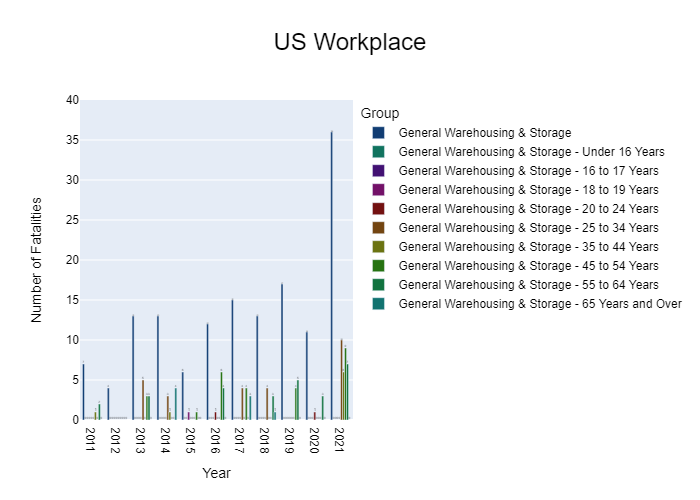 US Workplace
Number of Fatalities
40
35
30
25
20
15
10
5
0
2011
2012
2013
2014
2015
2016
2017
2018
2019
2020
2021
Year
Group
General Warehousing & Storage
General Warehousing & Storage - Under 16 Years
General Warehousing & Storage - 16 to 17 Years
General Warehousing & Storage - 18 to 19 Years
General Warehousing & Storage - 20 to 24 Years
General Warehousing & Storage - 25 to 34 Years
General Warehousing & Storage - 35 to 44 Years
General Warehousing & Storage - 45 to 54 Years
General Warehousing & Storage - 55 to 64 Years
General Warehousing & Storage - 65 Years and Over